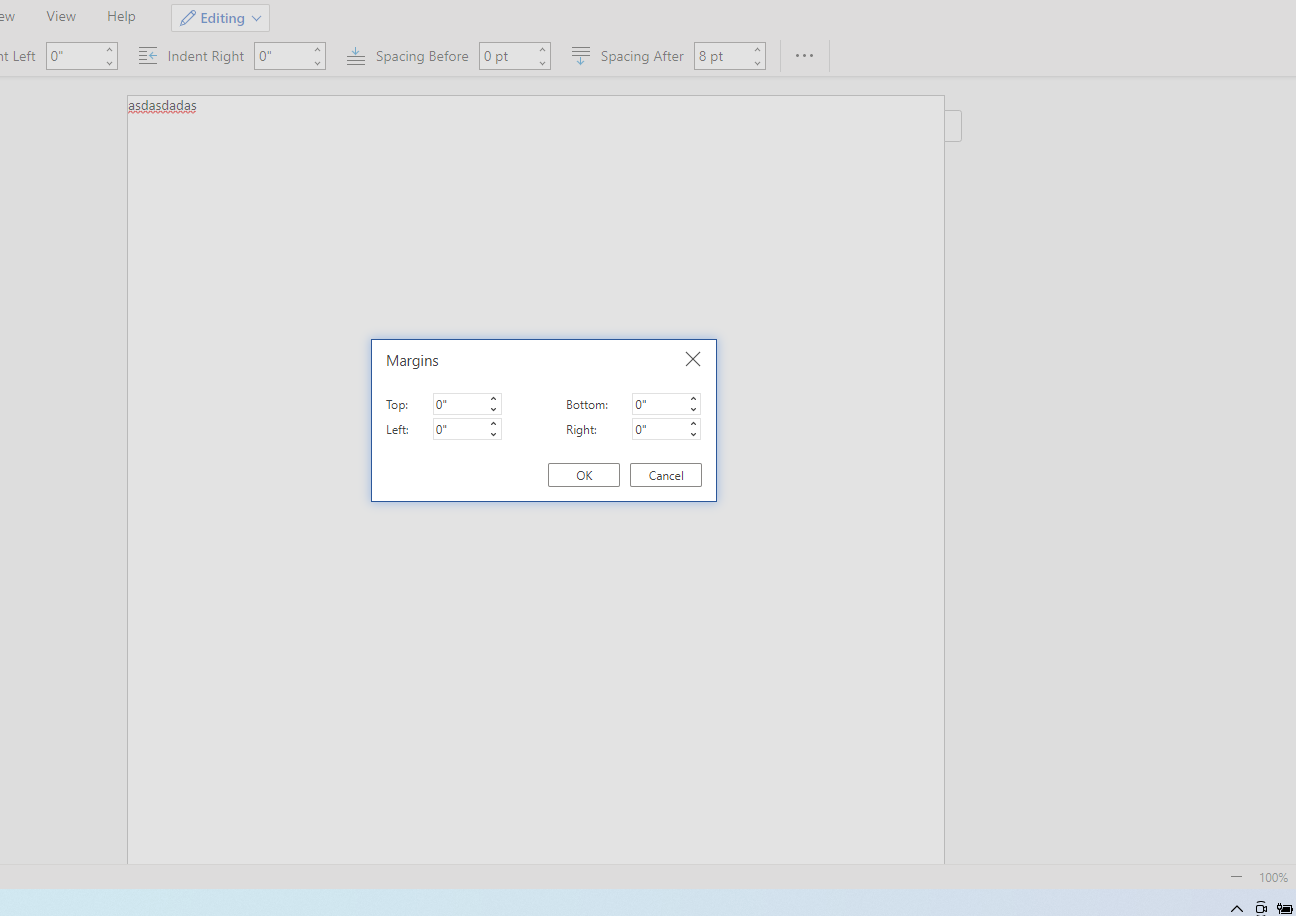 ew View Help Editing
nt Left 0" Indent Right 0" Spacing Before 0 pt Spacing After 8 pt
asdasdadas
Margins
Top: 0" Bottom: 0"
Left: 0" Right: 0"
OK Cancel
100%